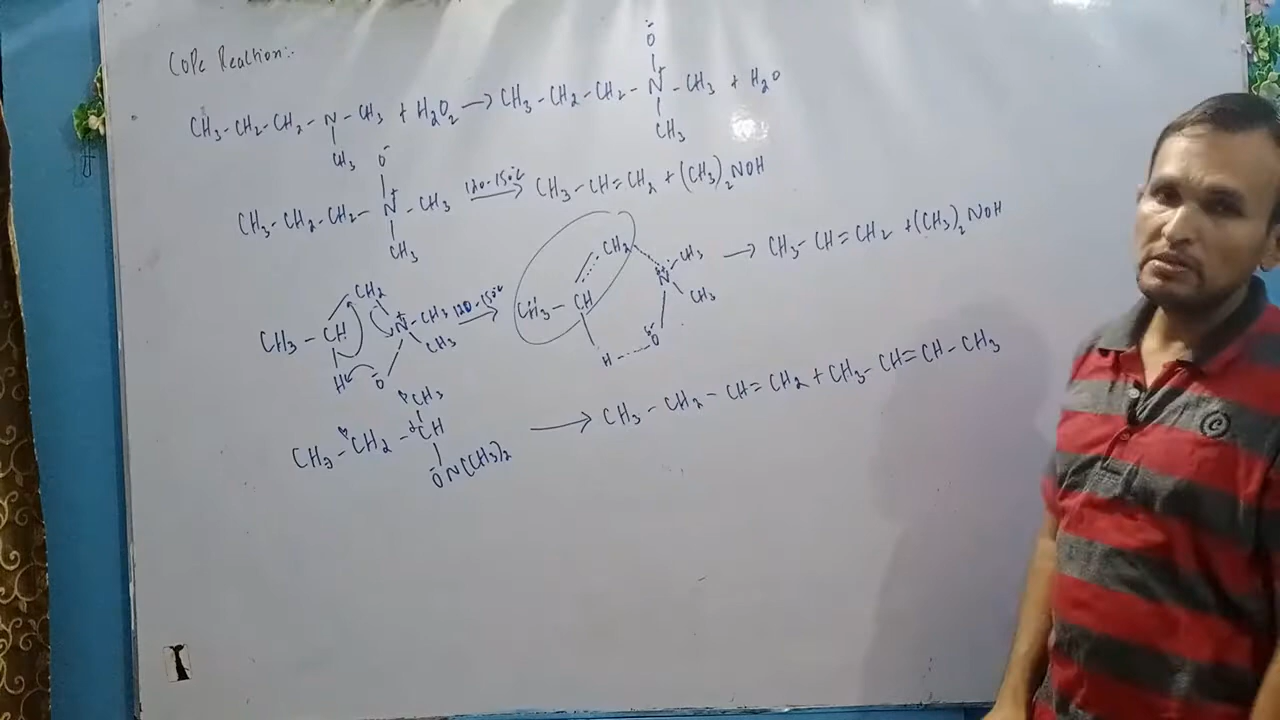 Cope Reaction:-
O⁻
CH3-CH2-CH2-N-CH3 + H2O2 → CH3-CH2-CH2-N⁺-CH3 + H2O
CH3 CH3
O⁻
CH3-CH2-CH2-N⁺-CH3 120-150°C → CH3-CH=CH2 + (CH3)2NOH
CH3
CH2 CH2 CH3
CH3-CH N⁺-CH3 120-150°C → CH3-CH N → CH3-CH=CH2 + (CH3)2NOH
CH3 CH3
H O H O δ⁻
CH3
CH3-CH2-CH → CH3-CH2-CH=CH2 + CH3-CH=CH-CH3
O⁻N(CH3)2